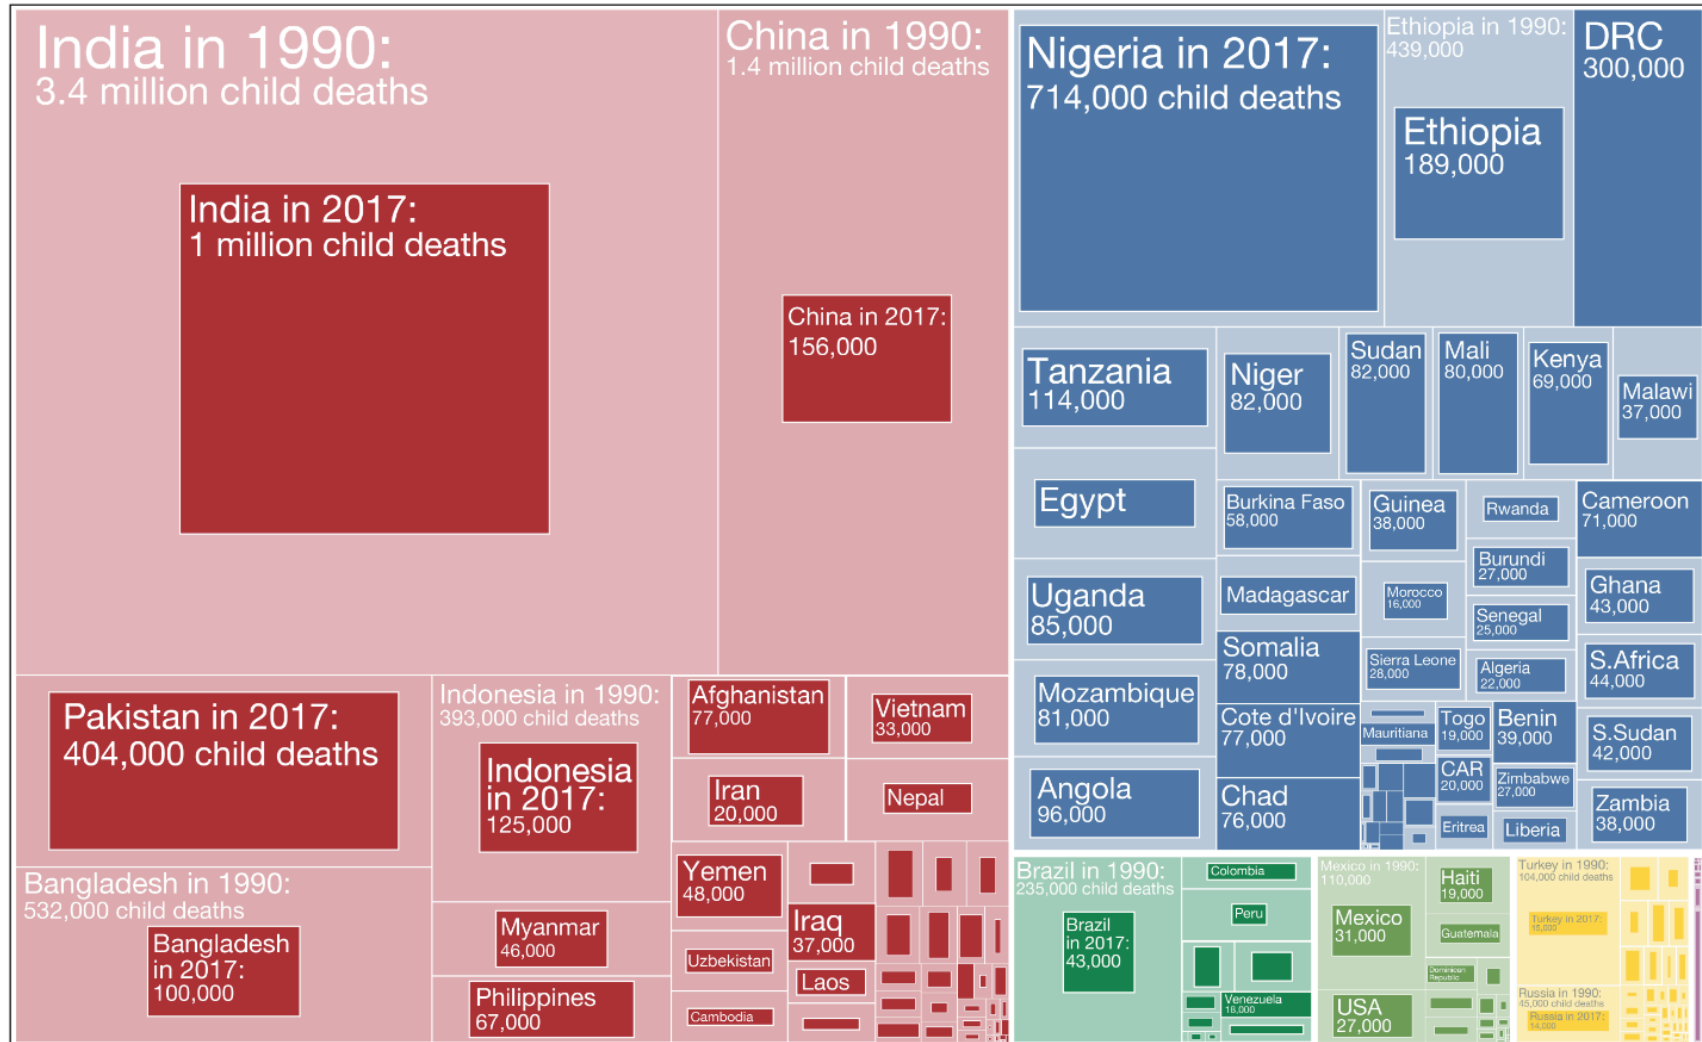 India in 1990:
3.4 million child deaths
India in 2017:
1 million child deaths
China in 1990:
1.4 million child deaths
China in 2017:
156,000
Pakistan in 2017:
404,000 child deaths
Bangladesh in 1990:
532,000 child deaths
Bangladesh
in 2017:
100,000
Indonesia in 1990:
393,000 child deaths
Indonesia
in 2017:
125,000
Myanmar
46,000
Philippines
67,000
Afghanistan
77,000
Vietnam
33,000
Iran
20,000
Nepal
Yemen
48,000
Uzbekistan
Cambodia
Iraq
37,000
Laos
Nigeria in 2017:
714,000 child deaths
Ethiopia in 1990:
439,000
Ethiopia
189,000
DRC
300,000
Tanzania
114,000
Niger
82,000
Sudan
82,000
Mali
80,000
Kenya
69,000
Malawi
37,000
Egypt
Uganda
85,000
Mozambique
81,000
Angola
96,000
Burkina Faso
58,000
Madagascar
Somalia
78,000
Cote d'Ivoire
77,000
Chad
76,000
Guinea
38,000
Morocco
16,000
Sierra Leone
28,000
Mauritiana
Rwanda
Burundi
27,000
Senegal
25,000
Algeria
22,000
Togo
19,000
CAR
20,000
Eritrea
Benin
39,000
Zimbabwe
27,000
Liberia
Cameroon
71,000
Ghana
43,000
S.Africa
44,000
S.Sudan
42,000
Zambia
38,000
Brazil in 1990:
235,000 child deaths
Brazil
in 2017:
43,000
Colombia
Peru
Venezuela
16,000
Mexico in 1990:
110,000
Mexico
31,000
USA
27,000
Haiti
19,000
Guatemala
Dominican
Republic
Turkey in 1990:
104,000 child deaths
Turkey in 2017:
15,000
Russia in 1990:
45,000 child deaths
Russia in 2017:
14,000